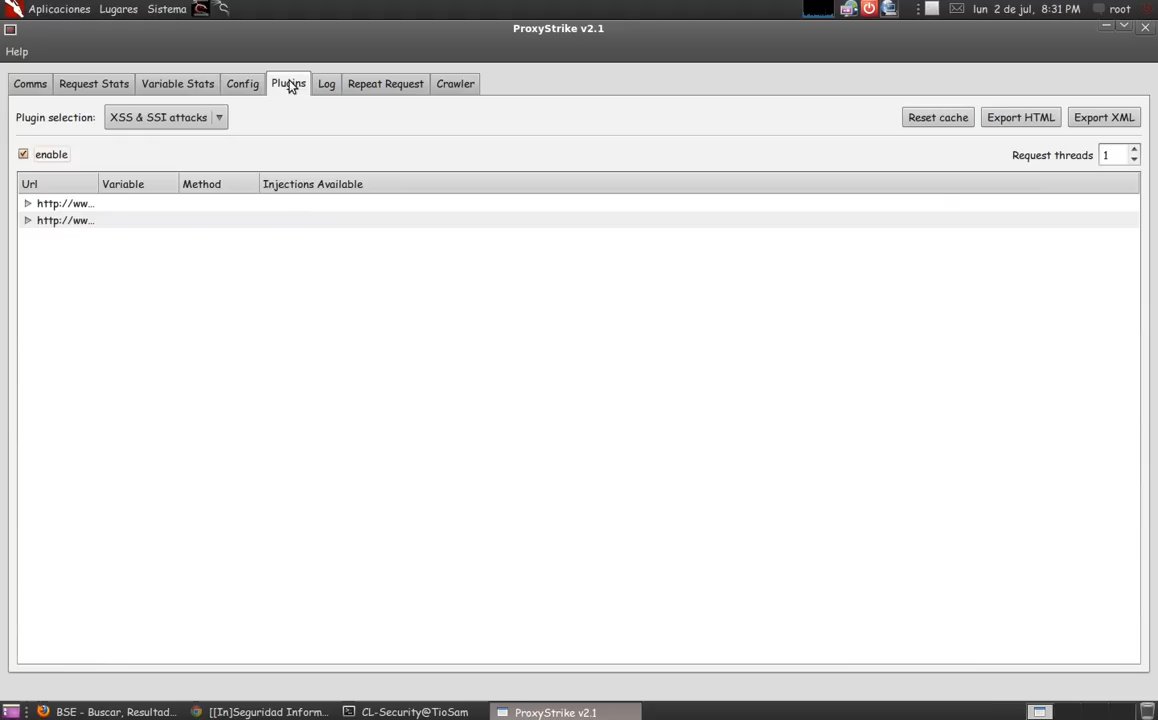 Aplicaciones Lugares Sistema lun 2 de jul, 8:31 PM root
ProxyStrike v2.1
Help
Comms Request Stats Variable Stats Config Plugins Log Repeat Request Crawler
Plugin selection: XSS & SSI attacks Reset cache Export HTML Export XML
enable Request threads 1
Url Variable Method Injections Available
http://ww...
http://ww...
BSE - Buscar, Resultad... [[In]Seguridad Inform... CL-Security@TioSam ProxyStrike v2.1